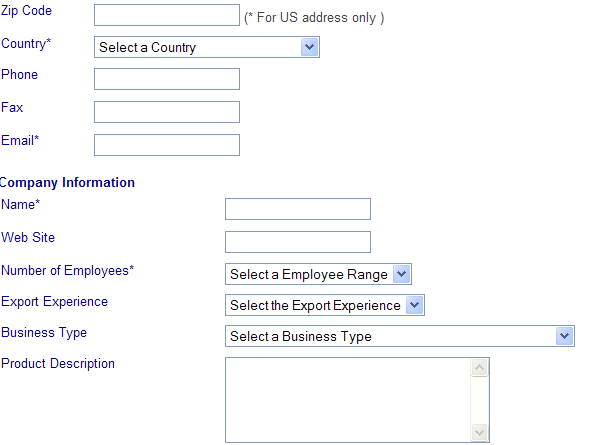 Zip Code (* For US address only )
Country* Select a Country
Phone
Fax
Email*
Company Information
Name*
Web Site
Number of Employees* Select a Employee Range
Export Experience Select the Export Experience
Business Type Select a Business Type
Product Description